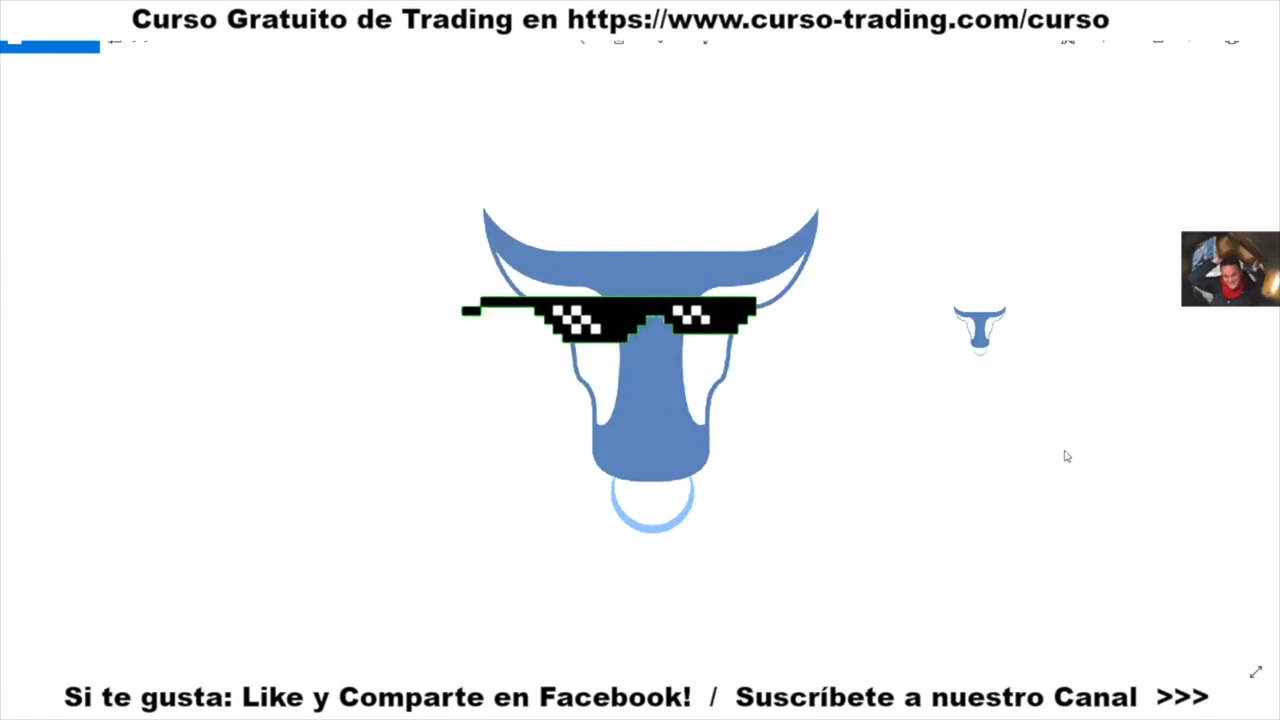 Curso Gratuito de Trading en https://www.curso-trading.com/curso
Si te gusta: Like y Comparte en Facebook!  /  Suscríbete a nuestro Canal  >>>